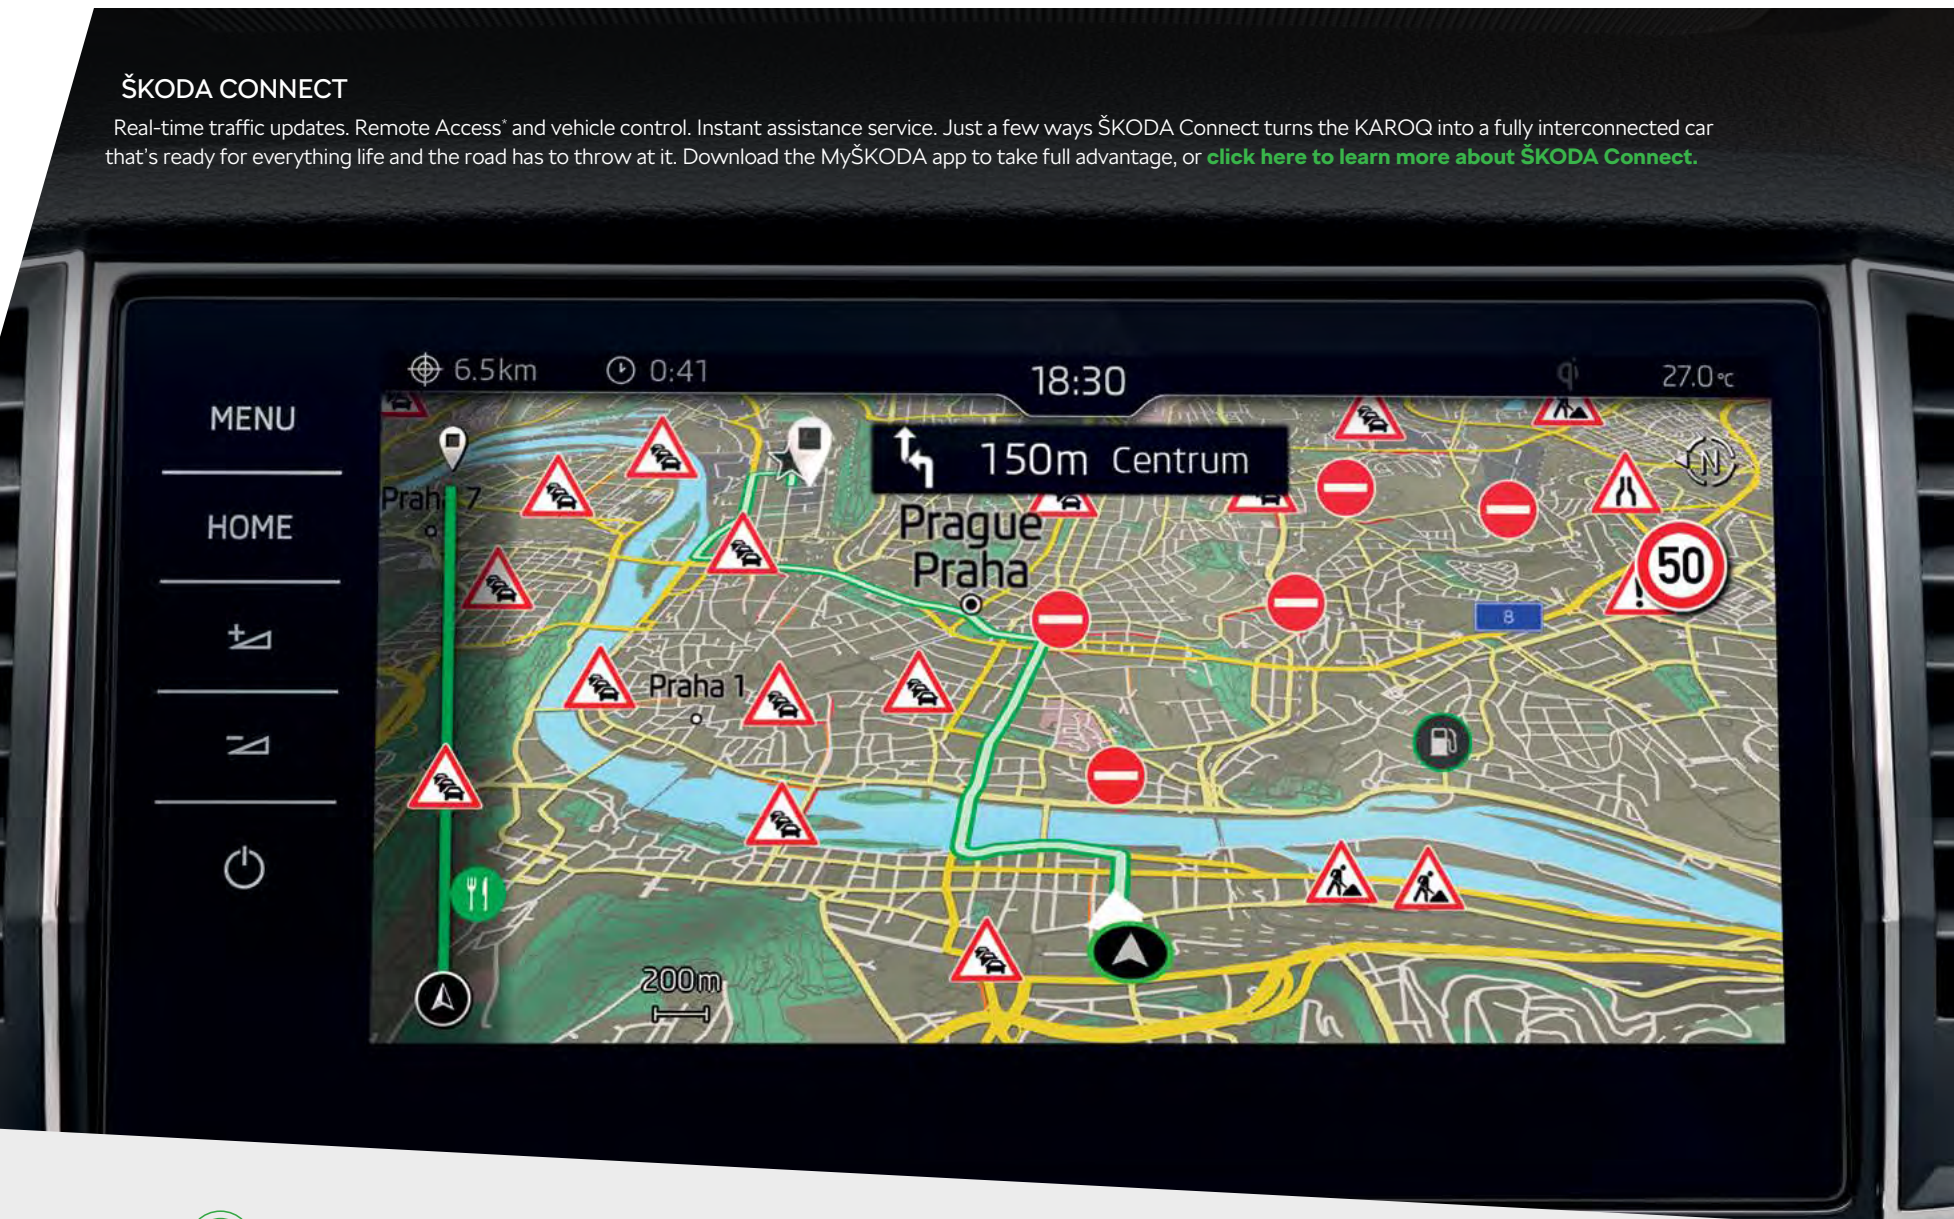 ŠKODA CONNECT
Real-time traffic updates. Remote Access* and vehicle control. Instant assistance service. Just a few ways ŠKODA Connect turns the KAROQ into a fully interconnected car
that's ready for everything life and the road has to throw at it. Download the MyŠKODA app to take full advantage, or click here to learn more about ŠKODA Connect.
6.5km 0:41 18:30 qi 27.0°C
MENU
HOME
150m Centrum
N
Praha 7
Prague
Praha
50
8
Praha 1
200m